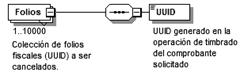 Folios
UUID
1..10000
Colección de folios
fiscales (UUID) a ser
cancelados.
UUID generado en la
operación de timbrado
del comprobante
solicitado